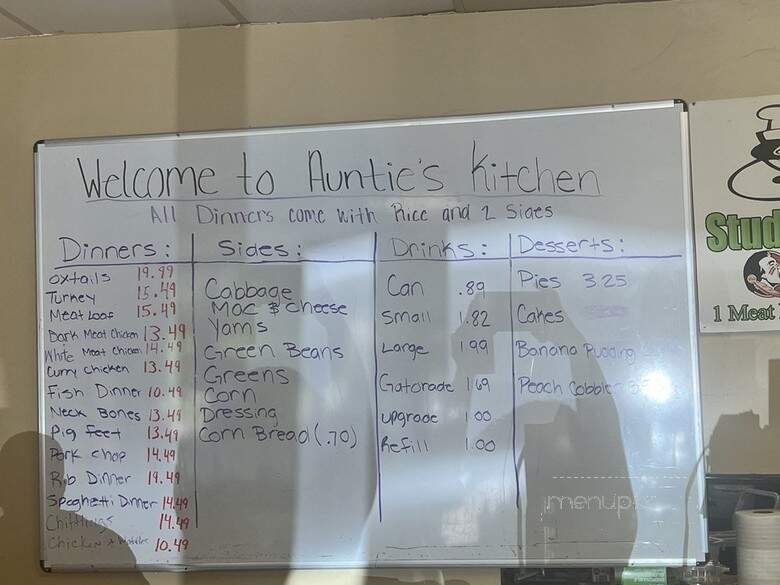 Welcome to Auntie's Kitchen
All Dinners come with Rice and 2 Sides
Dinners:
Oxtails 19.99
Turkey 15.49
Meat Loaf 15.49
Dark Meat Chicken 13.49
White Meat Chicken 14.49
Curry Chicken 13.49
Fish Dinner 10.49
Neck Bones 13.49
Pig feet 13.49
Pork chop 14.49
Rib Dinner 19.49
Spaghetti Dinner 14.49
14.49
Chicken 10.49
Sides:
Cabbage
Mac & Cheese
Yams
Green Beans
Greens
Corn
Dressing
Corn Bread (.70)
Drinks:
Can .89
Small 1.82
Large 1.99
Gatorade 1.69
upgrade 1.00
Refill 1.00
Desserts:
Pies 3.25
Cakes
Banana Pudding
Peach Cobbler
Stud
1 Meat
menup